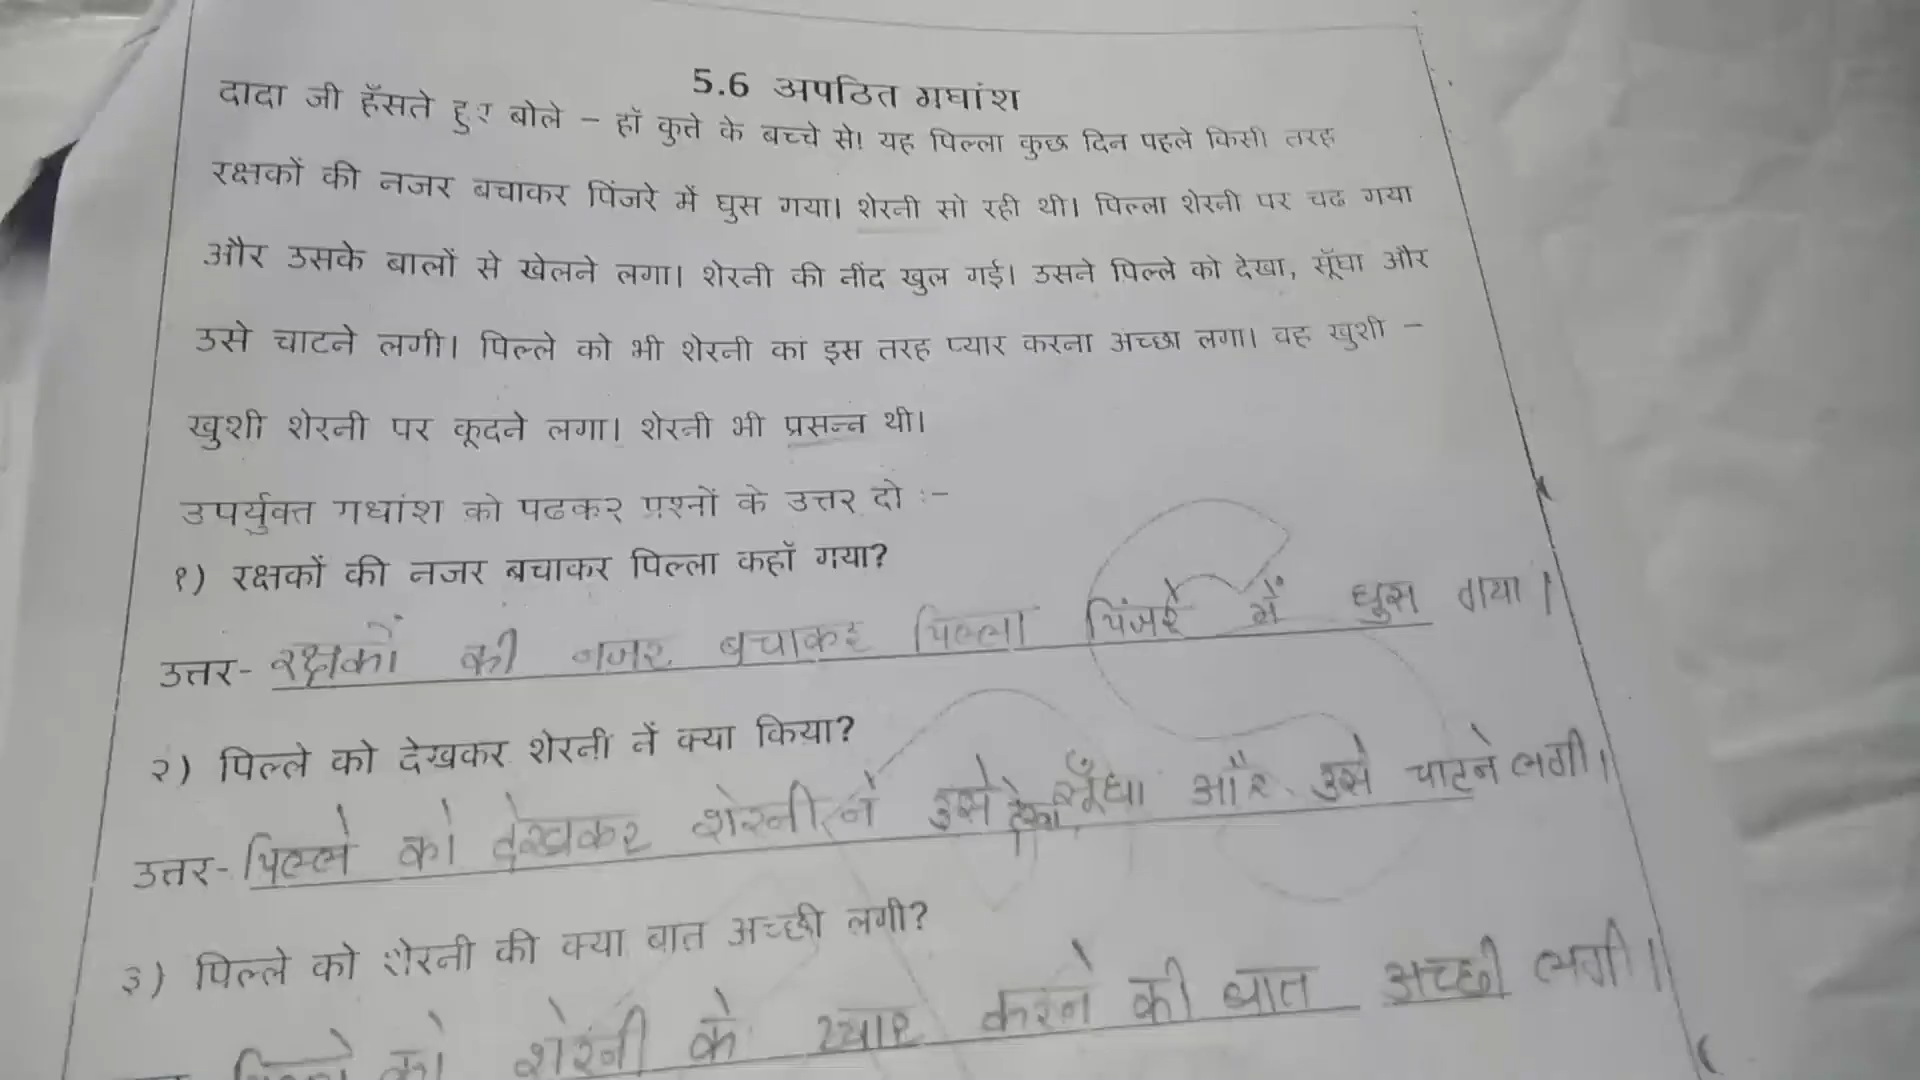 5.6 अपठित गघांश
दादा जी हँसते हुए बोले – हाँ कुते के बच्चे से! यह पिल्ला कुछ दिन पहले किसी तरह
रक्षकों की नजर बचाकर पिंजरे में घुस गया। शेरनी सो रही थी। पिल्ला शेरनी पर चढ गया
और उसके बालों से खेलने लगा। शेरनी की नींद खुल गई। उसने पिल्ले को देखा, सूँघा और
उसे चाटने लगी। पिल्ले को भी शेरनी का इस तरह प्यार करना अच्छा लगा। वह खुशी –
खुशी शेरनी पर कूदने लगा। शेरनी भी प्रसन्न थी।
उपर्युक्त गधांश को पढकर प्रश्नों के उत्तर दो :–
१) रक्षकों की नजर बचाकर पिल्ला कहाँ गया?
उत्तर- रक्षकों की नजर बचाकर पिल्ला पिंजरे में घुस गया।
२) पिल्ले को देखकर शेरनी नें क्या किया?
उत्तर- पिल्ले को देखकर शेरनी ने उसे देखा, सूँघा और उसे चाटने लगी।
३) पिल्ले को शेरनी की क्या बात अच्छी लगी?
पिल्ले को शेरनी के प्यार करने की बात अच्छी लगी।